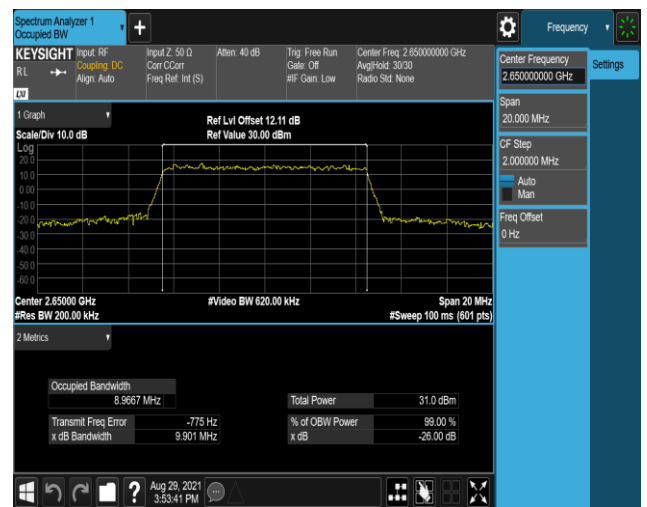 Spectrum Analyzer 1
Occupied BW
Frequency
KEYSIGHT
RL
LXI
Input: RF
Coupling: DC
Align: Auto
Input Z: 50 Ω
Corr CCorr
Freq Ref: Int (S)
Atten: 40 dB
Trig: Free Run
Gate: Off
#IF Gain: Low
Center Freq: 2.650000000 GHz
Avg|Hold: 30/30
Radio Std: None
Center Frequency
2.650000000 GHz
Settings
Span
20.000 MHz
CF Step
2.000000 MHz
Auto
Man
Freq Offset
0 Hz
1 Graph
Scale/Div 10.0 dB
Ref Lvl Offset 12.11 dB
Ref Value 30.00 dBm
Log
20.0
10.0
0.00
-10.0
-20.0
-30.0
-40.0
-50.0
-60.0
Center 2.65000 GHz
#Res BW 200.00 kHz
#Video BW 620.00 kHz
Span 20 MHz
#Sweep 100 ms (601 pts)
2 Metrics
Occupied Bandwidth
8.9667 MHz
Total Power 31.0 dBm
Transmit Freq Error -775 Hz
% of OBW Power 99.00 %
x dB Bandwidth 9.901 MHz
x dB -26.00 dB
?
Aug 29, 2021
3:53:41 PM